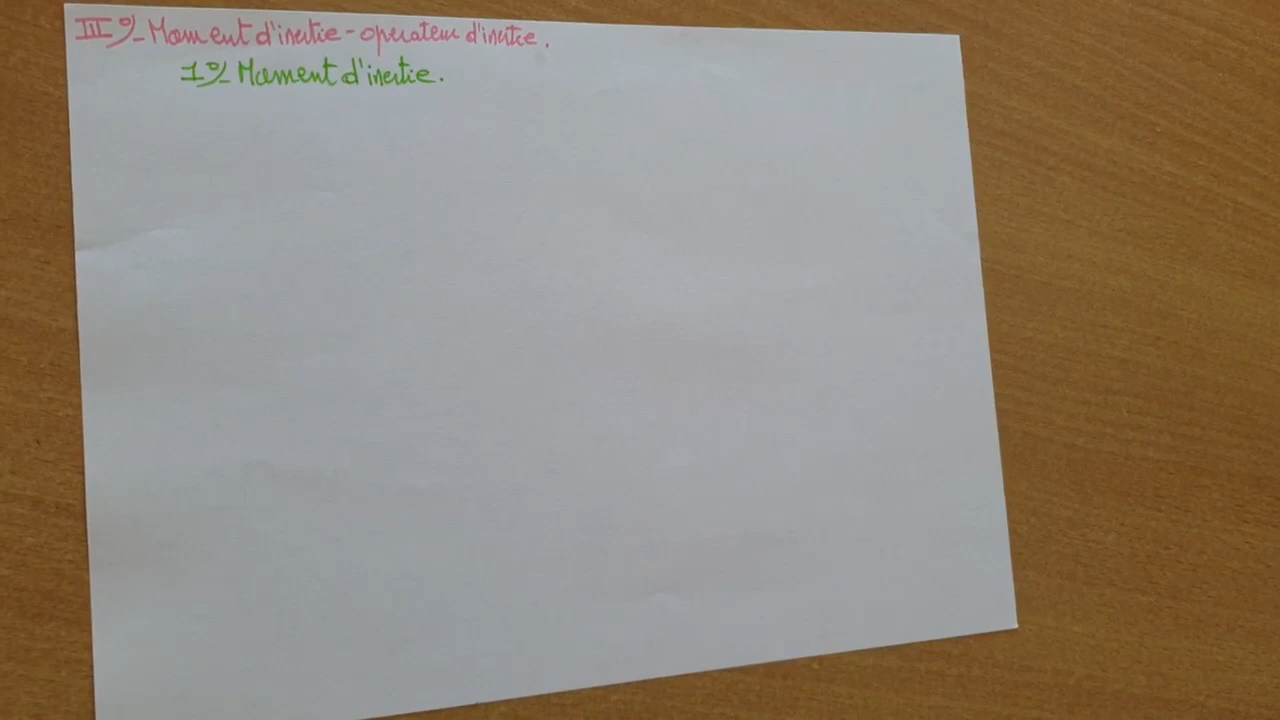 III°/- Moment d'inertie - operateur d'inertie.
1°/- Moment d'inertie.